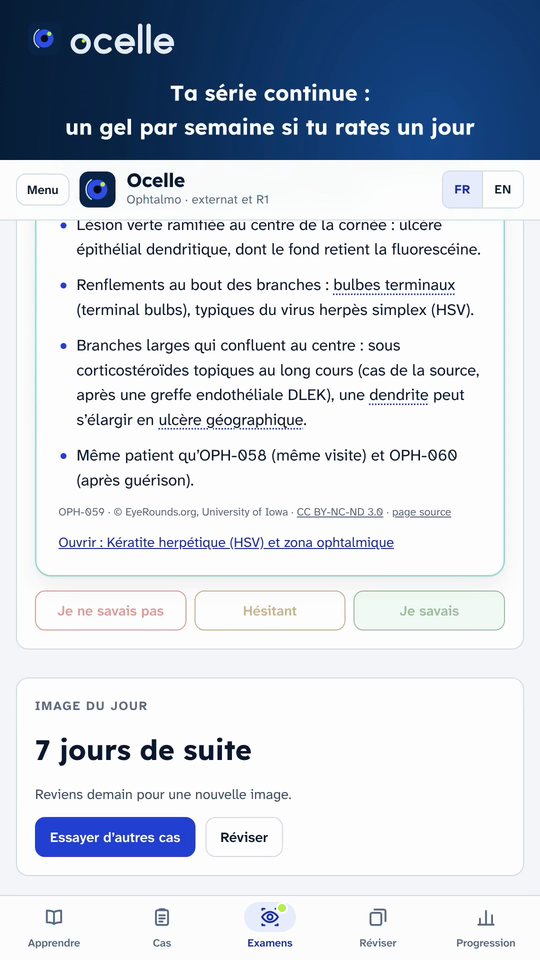 ocelle
Ta série continue :
un gel par semaine si tu rates un jour
Menu
Ocelle
Ophtalmo · externat et R1
FR
EN
Lésion verte ramifiée au centre de la cornée : ulcère
épithélial dendritique, dont le fond retient la fluorescéine.
Renflements au bout des branches : bulbes terminaux
(terminal bulbs), typiques du virus herpès simplex (HSV).
Branches larges qui confluent au centre : sous
corticostéroïdes topiques au long cours (cas de la source,
après une greffe endothéliale DLEK), une dendrite peut
s’élargir en ulcère géographique.
Même patient qu’OPH-058 (même visite) et OPH-060
(après guérison).
OPH-059 · © EyeRounds.org, University of Iowa · CC BY-NC-ND 3.0 · page source
Ouvrir : Kératite herpétique (HSV) et zona ophtalmique
Je ne savais pas
Hésitant
Je savais
IMAGE DU JOUR
7 jours de suite
Reviens demain pour une nouvelle image.
Essayer d’autres cas
Réviser
Apprendre
Cas
Examens
Réviser
Progression